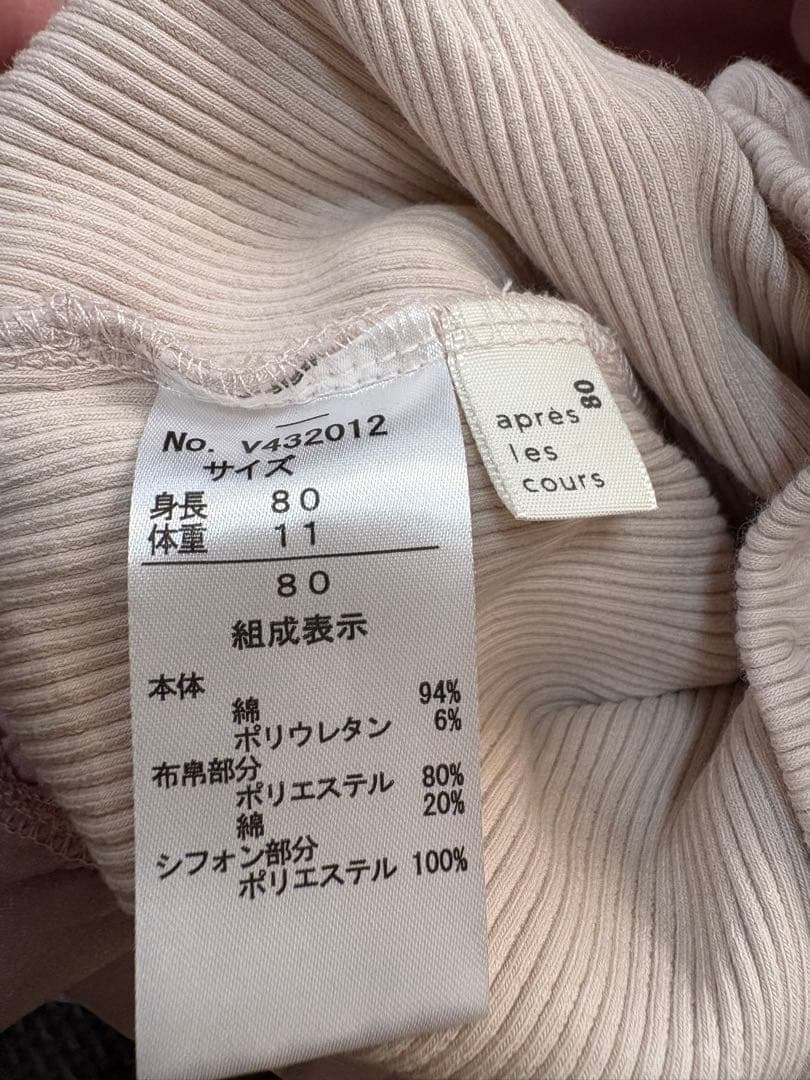 No. V432012
サイズ
身長 80
体重 11
80
組成表示
本体
綿 94%
ポリウレタン 6%
布帛部分
ポリエステル 80%
綿 20%
シフォン部分
ポリエステル 100%
80
après
les
cours